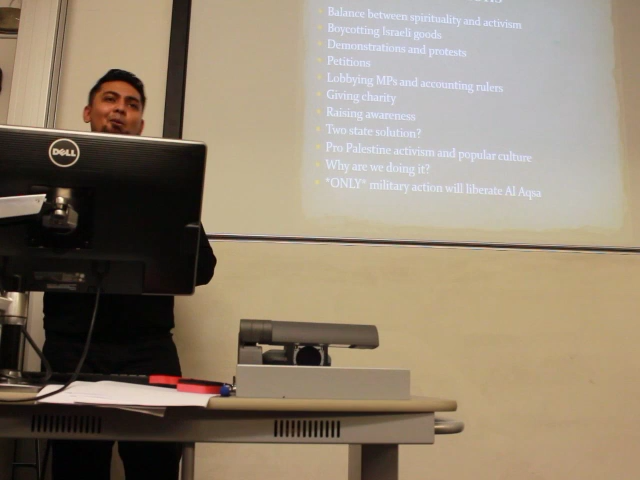 Balance between spirituality and activism
Boycotting Israeli goods
Demonstrations and protests
Petitions
Lobbying MPs and accounting rulers
Giving charity
Raising awareness
Two state solution?
Pro Palestine activism and popular culture
Why are we doing it?
*ONLY* military action will liberate Al Aqsa
DELL